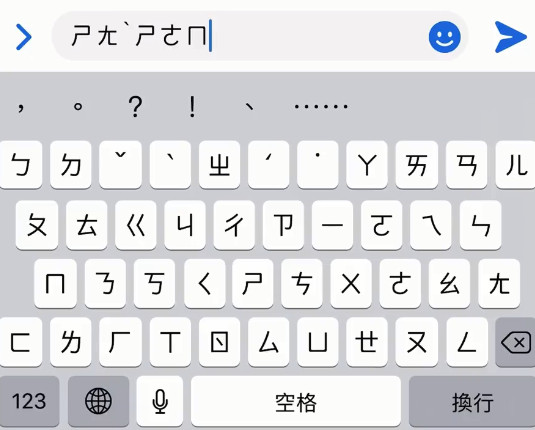 ㄕㄤˋㄕㄜㄇ
， 。 ？ ！ 、 ……
ㄅ ㄉ ˇ ˋ ㄓ ˊ ˙ ㄚ ㄞ ㄢ ㄦ
ㄆ ㄊ ㄍ ㄐ ㄔ ㄗ ㄧ ㄛ ㄟ ㄣ
ㄇ ㄋ ㄎ ㄑ ㄕ ㄘ ㄨ ㄜ ㄠ ㄤ
ㄈ ㄌ ㄏ ㄒ ㄖ ㄙ ㄩ ㄝ ㄡ ㄥ
123 空格 換行